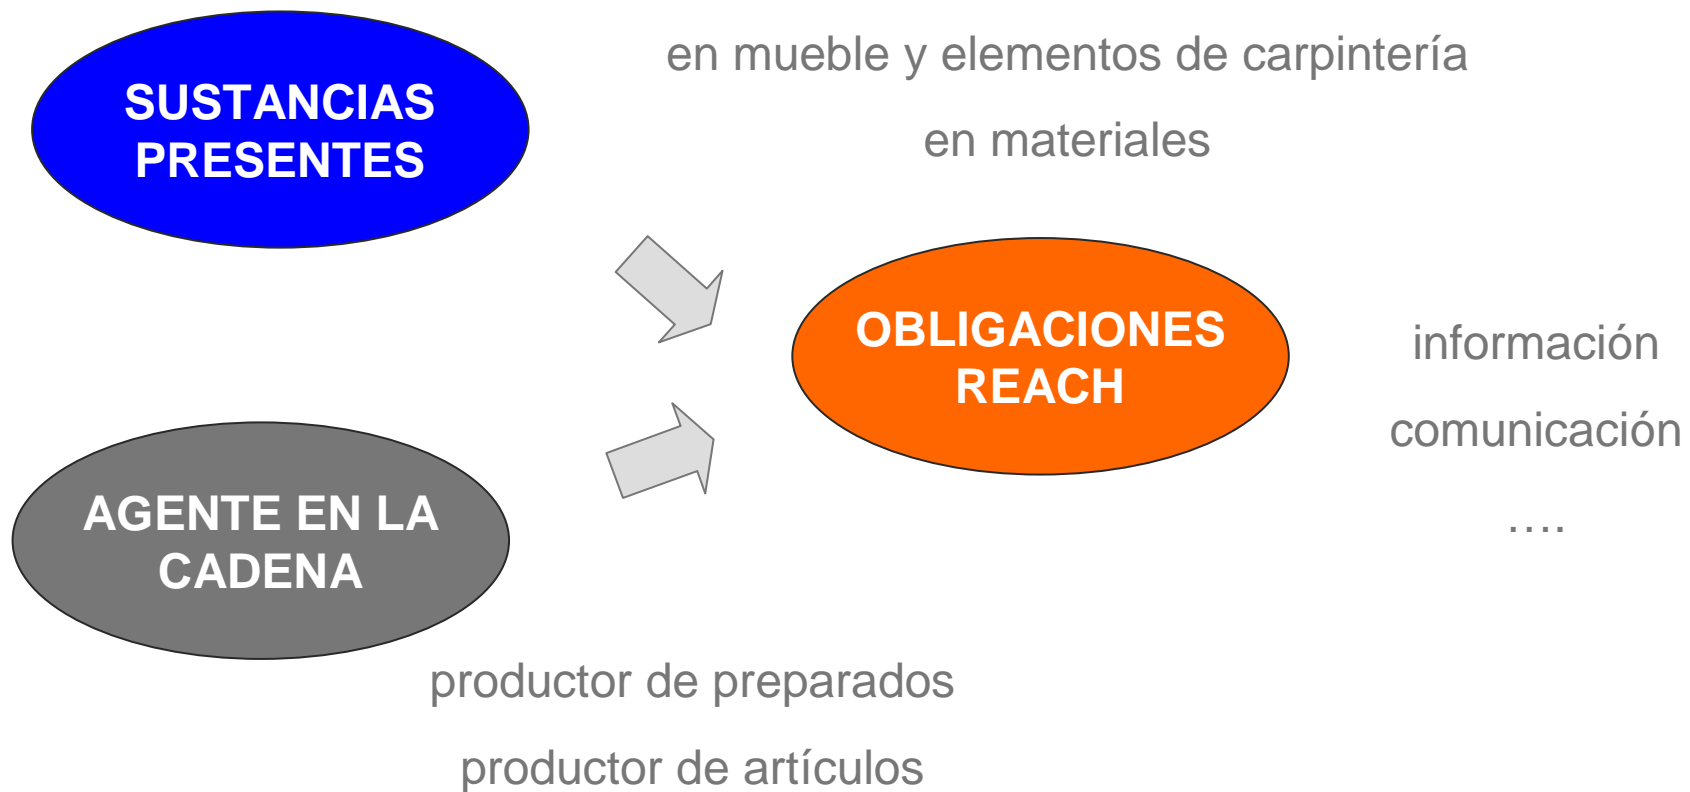 en mueble y elementos de carpintería
SUSTANCIAS
PRESENTES
en materiales
OBLIGACIONES
REACH
información
comunicación
….
AGENTE EN LA
CADENA
productor de preparados
productor de artículos